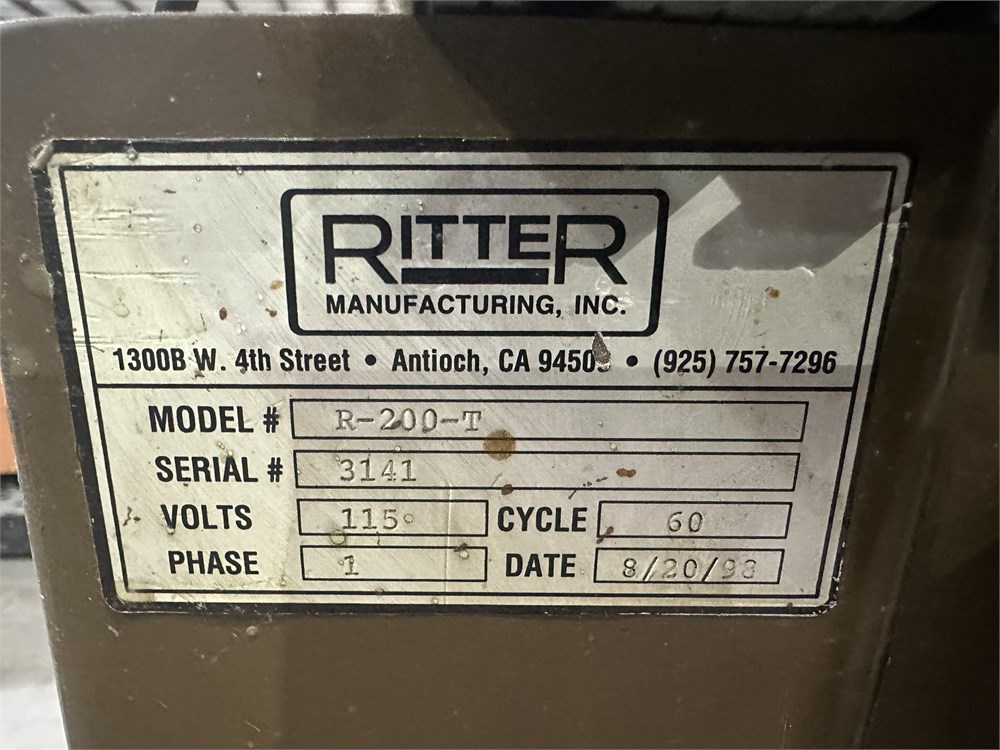 RITTER
MANUFACTURING, INC.
1300B W. 4th Street • Antioch, CA • (925) 757-7296
MODEL # R-200-T
SERIAL # 3141
VOLTS 115 CYCLE 60
PHASE 1 DATE 8/20/98